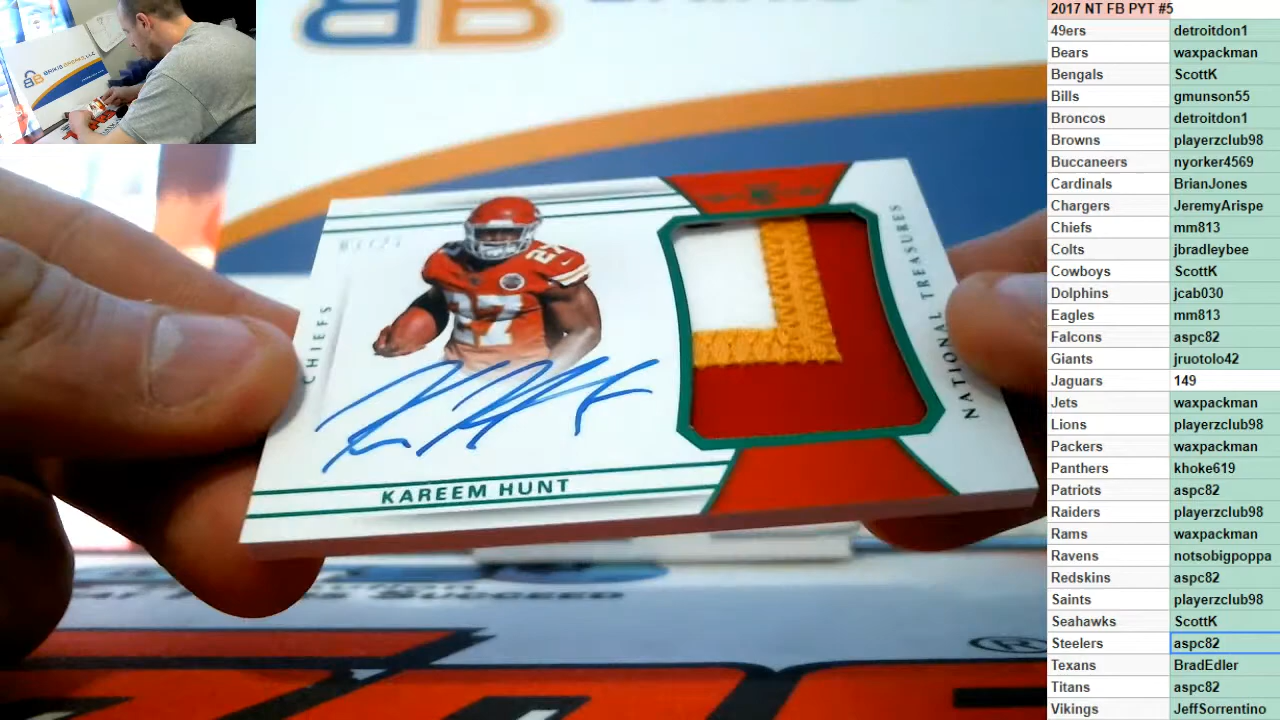 2017 NT FB PYT #5
49ers detroitdon1
Bears waxpackman
Bengals ScottK
Bills gmunson55
Broncos detroitdon1
Browns playerzclub98
Buccaneers nyorker4569
Cardinals BrianJones
Chargers JeremyArispe
Chiefs mm813
Colts jbradleybee
Cowboys ScottK
Dolphins jcab030
Eagles mm813
Falcons aspc82
Giants jruotolo42
Jaguars 149
Jets waxpackman
Lions playerzclub98
Packers waxpackman
Panthers khoke619
Patriots aspc82
Raiders playerzclub98
Rams waxpackman
Ravens notsobigpoppa
Redskins aspc82
Saints playerzclub98
Seahawks ScottK
Steelers aspc82
Texans BradEdler
Titans aspc82
Vikings JeffSorrentino
CHIEFS
27
27
KAREEM HUNT
NATIONAL TREASURES
®